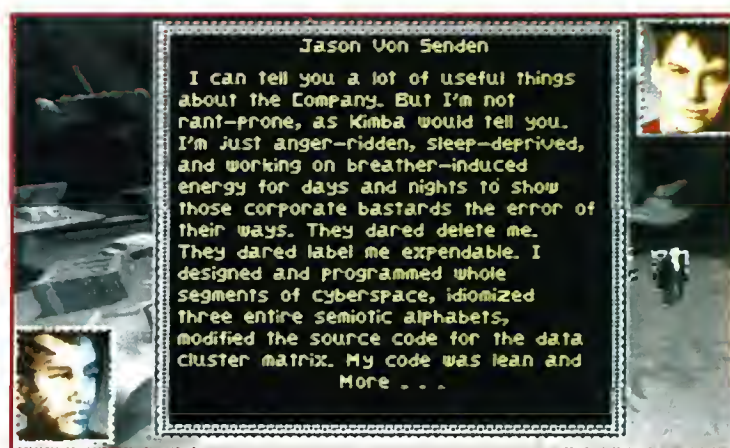 Jason Von Senden
I can tell you a lot of useful things
about the Company. But I'm not
rant-prone, as Kimba would tell you.
I'm just anger-ridden, sleep-deprived,
and working on breather-induced
energy for days and nights to show
those corporate bastards the error of
their ways. They dared delete me.
They dared label me expendable. I
designed and programmed whole
segments of cyberspace, idiomized
three entire semiotic alphabets,
modified the source code for the data
cluster matrix. My code was lean and
More . . .